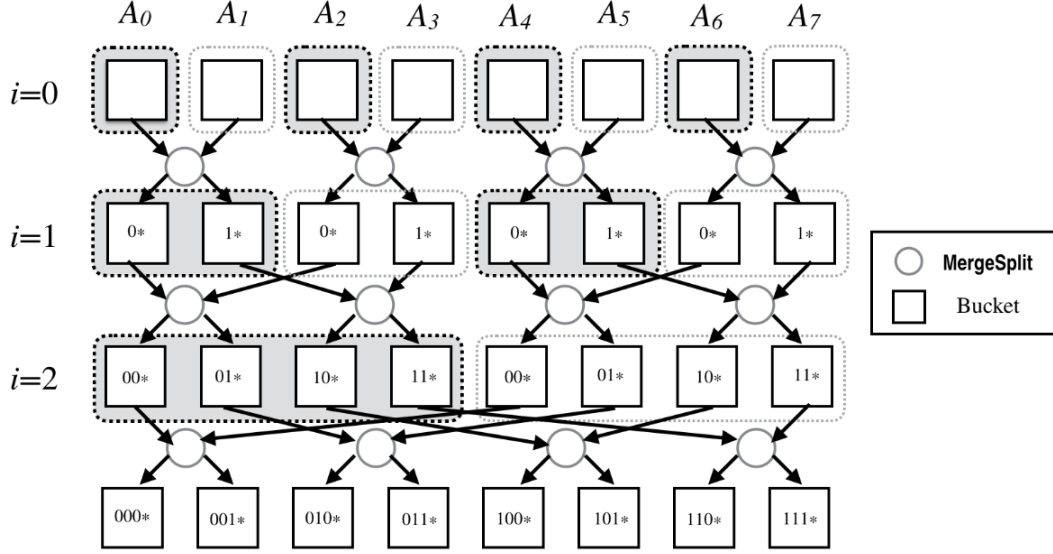 A0 A1 A2 A3 A4 A5 A6 A7
i=0
i=1
0* 1* 0* 1* 0* 1* 0* 1*
MergeSplit
Bucket
i=2
00* 01* 10* 11* 00* 01* 10* 11*
000* 001* 010* 011* 100* 101* 110* 111*